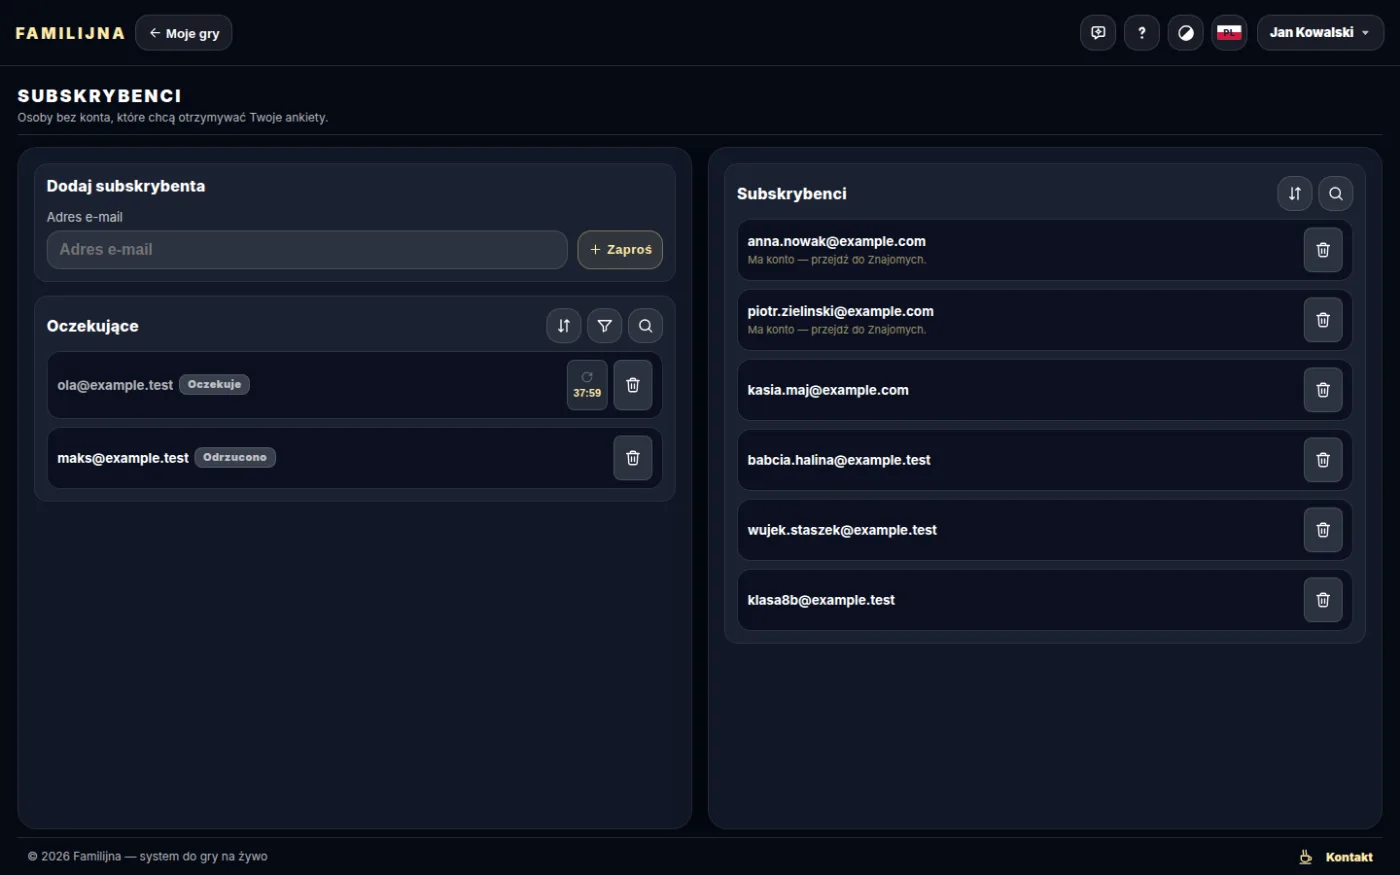 FAMILIJNA
← Moje gry
?
PL
Jan Kowalski
SUBSKRYBENCI
Osoby bez konta, które chcą otrzymywać Twoje ankiety.
Dodaj subskrybenta
Adres e-mail
Adres e-mail
+ Zaproś
Oczekujące
ola@example.test Oczekuje
37:59
maks@example.test Odrzucono
Subskrybenci
anna.nowak@example.com
Ma konto — przejdź do Znajomych.
piotr.zielinski@example.com
Ma konto — przejdź do Znajomych.
kasia.maj@example.com
babcia.halina@example.test
wujek.staszek@example.test
klasa8b@example.test
© 2026 Familijna — system do gry na żywo
Kontakt